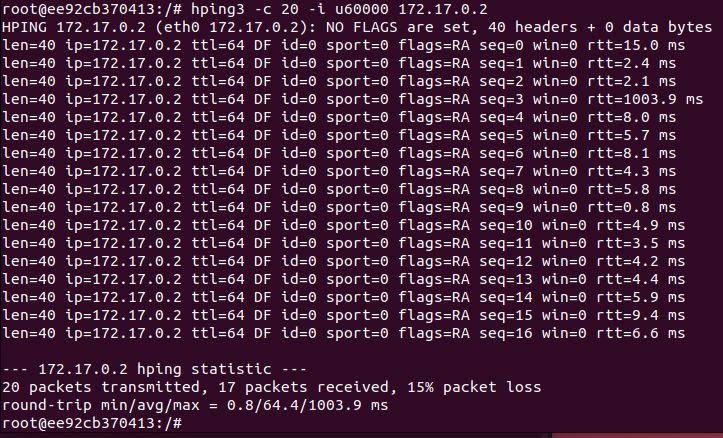 root@ee92cb370413:/# hping3 -c 20 -i u60000 172.17.0.2
HPING 172.17.0.2 (eth0 172.17.0.2): NO FLAGS are set, 40 headers + 0 data bytes
len=40 ip=172.17.0.2 ttl=64 DF id=0 sport=0 flags=RA seq=0 win=0 rtt=15.0 ms
len=40 ip=172.17.0.2 ttl=64 DF id=0 sport=0 flags=RA seq=1 win=0 rtt=2.4 ms
len=40 ip=172.17.0.2 ttl=64 DF id=0 sport=0 flags=RA seq=2 win=0 rtt=2.1 ms
len=40 ip=172.17.0.2 ttl=64 DF id=0 sport=0 flags=RA seq=3 win=0 rtt=1003.9 ms
len=40 ip=172.17.0.2 ttl=64 DF id=0 sport=0 flags=RA seq=4 win=0 rtt=8.0 ms
len=40 ip=172.17.0.2 ttl=64 DF id=0 sport=0 flags=RA seq=5 win=0 rtt=5.7 ms
len=40 ip=172.17.0.2 ttl=64 DF id=0 sport=0 flags=RA seq=6 win=0 rtt=8.1 ms
len=40 ip=172.17.0.2 ttl=64 DF id=0 sport=0 flags=RA seq=7 win=0 rtt=4.3 ms
len=40 ip=172.17.0.2 ttl=64 DF id=0 sport=0 flags=RA seq=8 win=0 rtt=5.8 ms
len=40 ip=172.17.0.2 ttl=64 DF id=0 sport=0 flags=RA seq=9 win=0 rtt=0.8 ms
len=40 ip=172.17.0.2 ttl=64 DF id=0 sport=0 flags=RA seq=10 win=0 rtt=4.9 ms
len=40 ip=172.17.0.2 ttl=64 DF id=0 sport=0 flags=RA seq=11 win=0 rtt=3.5 ms
len=40 ip=172.17.0.2 ttl=64 DF id=0 sport=0 flags=RA seq=12 win=0 rtt=4.2 ms
len=40 ip=172.17.0.2 ttl=64 DF id=0 sport=0 flags=RA seq=13 win=0 rtt=4.4 ms
len=40 ip=172.17.0.2 ttl=64 DF id=0 sport=0 flags=RA seq=14 win=0 rtt=5.9 ms
len=40 ip=172.17.0.2 ttl=64 DF id=0 sport=0 flags=RA seq=15 win=0 rtt=9.4 ms
len=40 ip=172.17.0.2 ttl=64 DF id=0 sport=0 flags=RA seq=16 win=0 rtt=6.6 ms
--- 172.17.0.2 hping statistic ---
20 packets transmitted, 17 packets received, 15% packet loss
round-trip min/avg/max = 0.8/64.4/1003.9 ms
root@ee92cb370413:/#